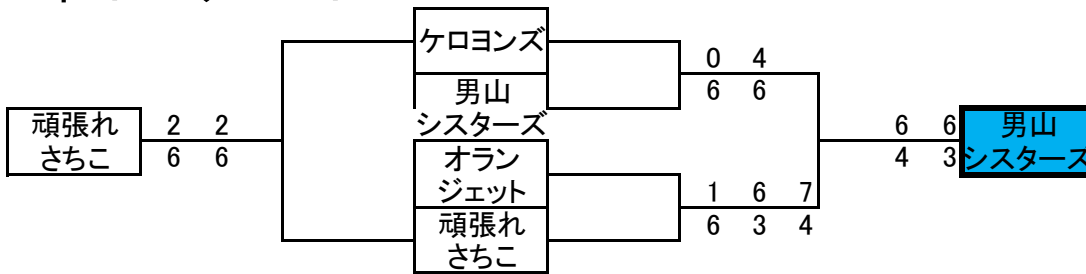 ケロヨンズ
0 4
6 6
男山
シスターズ
頑張れ
さちこ
2 2
6 6
6 6
4 3
男山
シスターズ
オラン
ジェット
1 6 7
6 3 4
頑張れ
さちこ